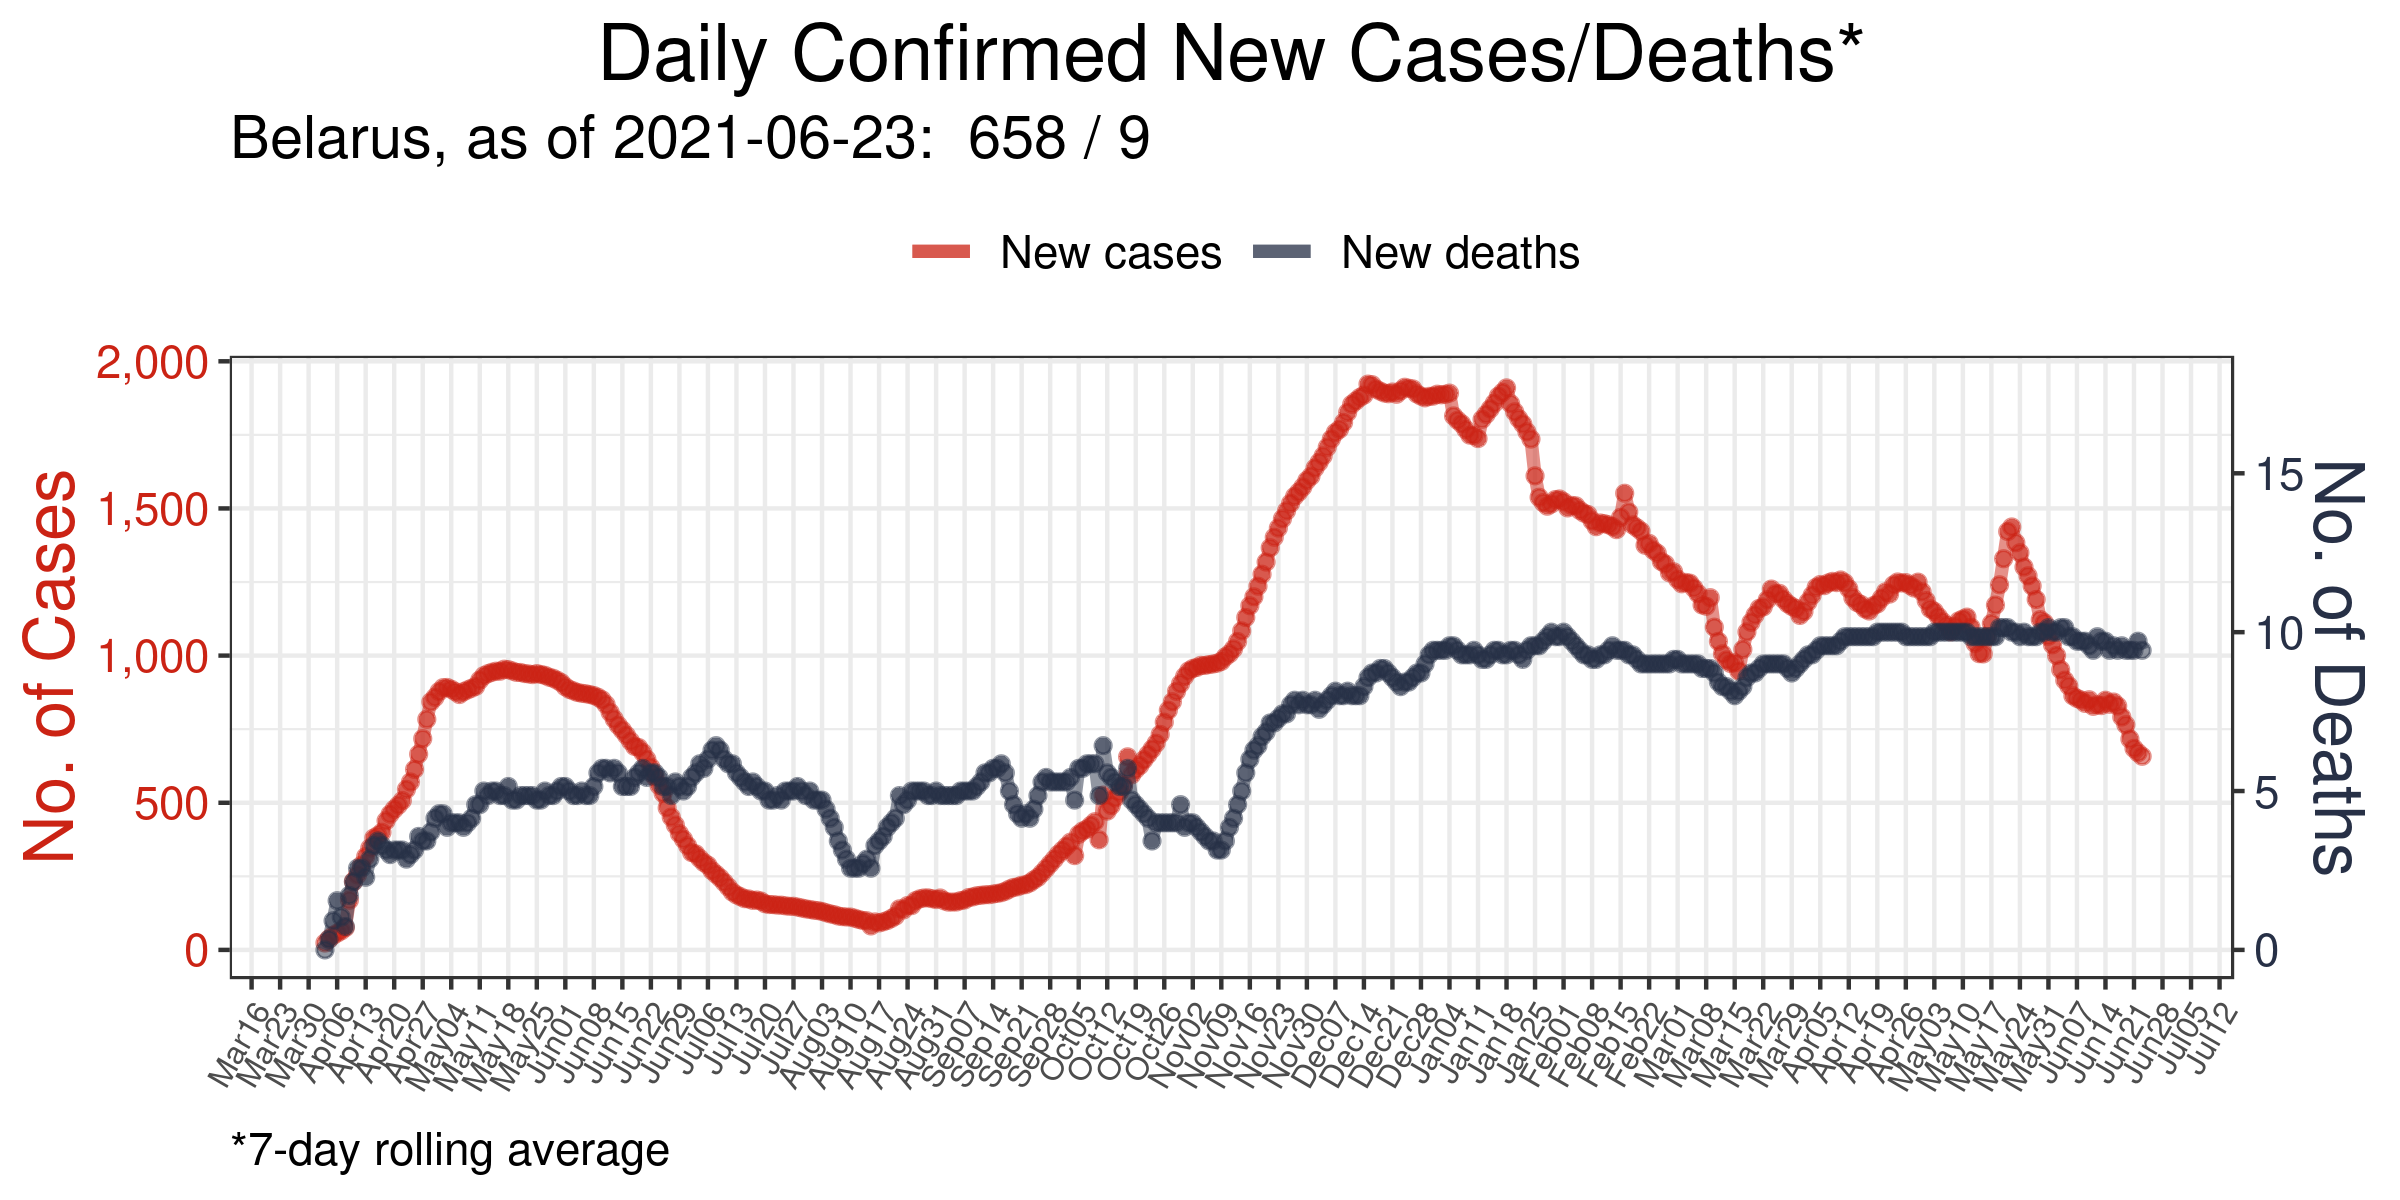 Daily Confirmed New Cases/Deaths*
Belarus, as of 2021-06-23:  658 / 9
New cases
New deaths
No. of Cases
2,000
1,500
1,000
500
0
15
10
5
0
No. of Deaths
Mar16
Mar23
Mar30
Apr06
Apr13
Apr20
Apr27
May04
May11
May18
May25
Jun01
Jun08
Jun15
Jun22
Jun29
Jul06
Jul13
Jul20
Jul27
Aug03
Aug10
Aug17
Aug24
Aug31
Sep07
Sep14
Sep21
Sep28
Oct05
Oct12
Oct19
Oct26
Nov02
Nov09
Nov16
Nov23
Nov30
Dec07
Dec14
Dec21
Dec28
Jan04
Jan11
Jan18
Jan25
Feb01
Feb08
Feb15
Feb22
Mar01
Mar08
Mar15
Mar22
Mar29
Apr05
Apr12
Apr19
Apr26
May03
May10
May17
May24
May31
Jun07
Jun14
Jun21
Jun28
Jul05
Jul12
*7-day rolling average